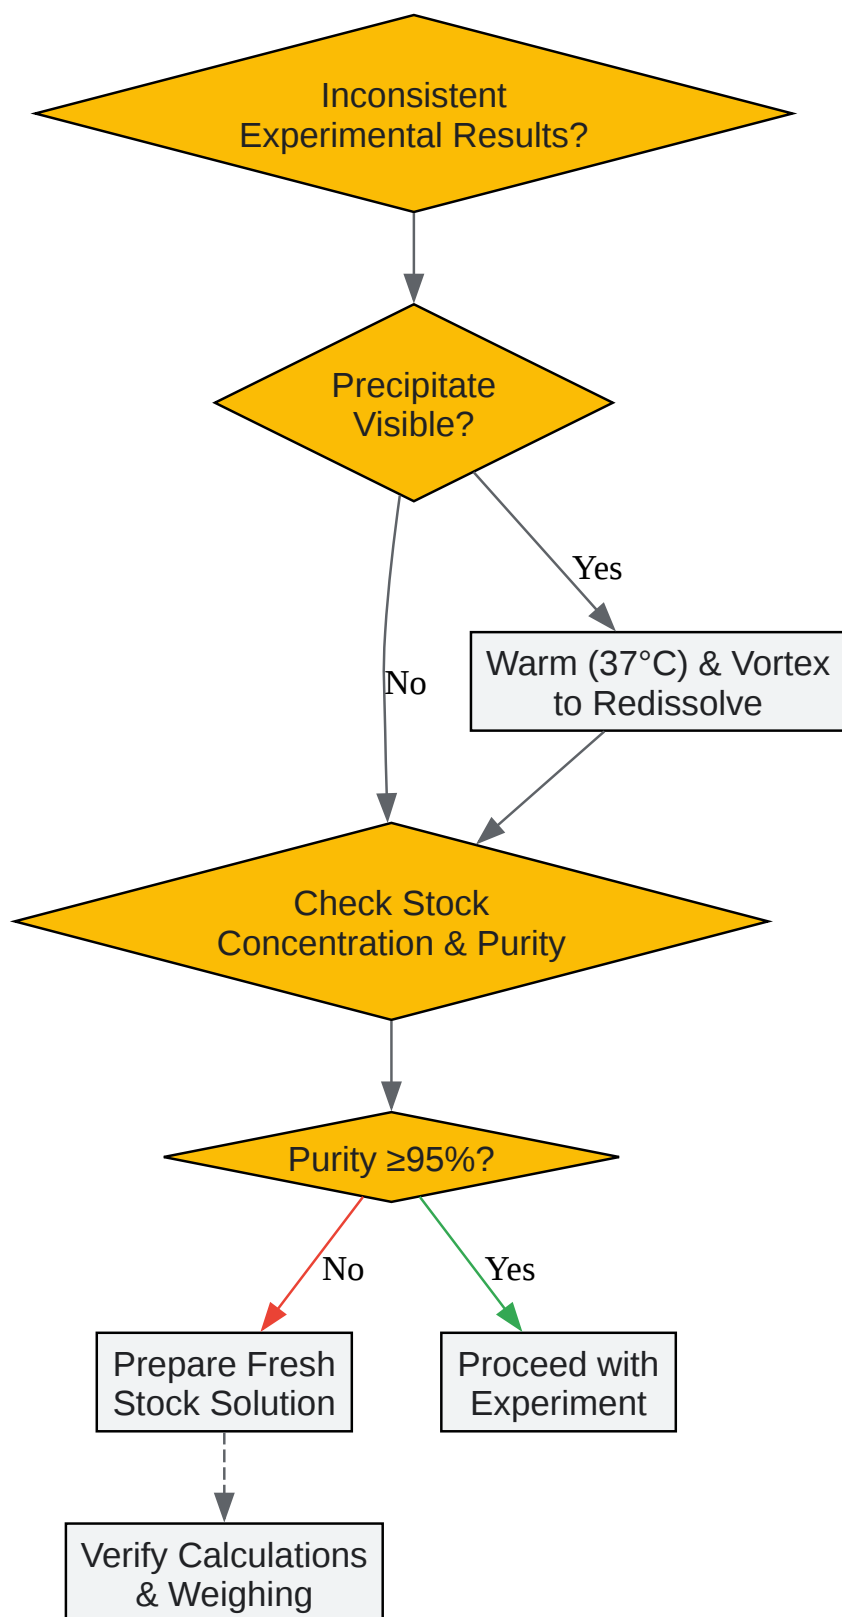 Inconsistent
Experimental Results?
Precipitate
Visible?
Yes
Warm (37°C) & Vortex
to Redissolve
No
Check Stock
Concentration & Purity
Purity ≥95%?
No
Yes
Prepare Fresh
Stock Solution
Proceed with
Experiment
Verify Calculations
& Weighing